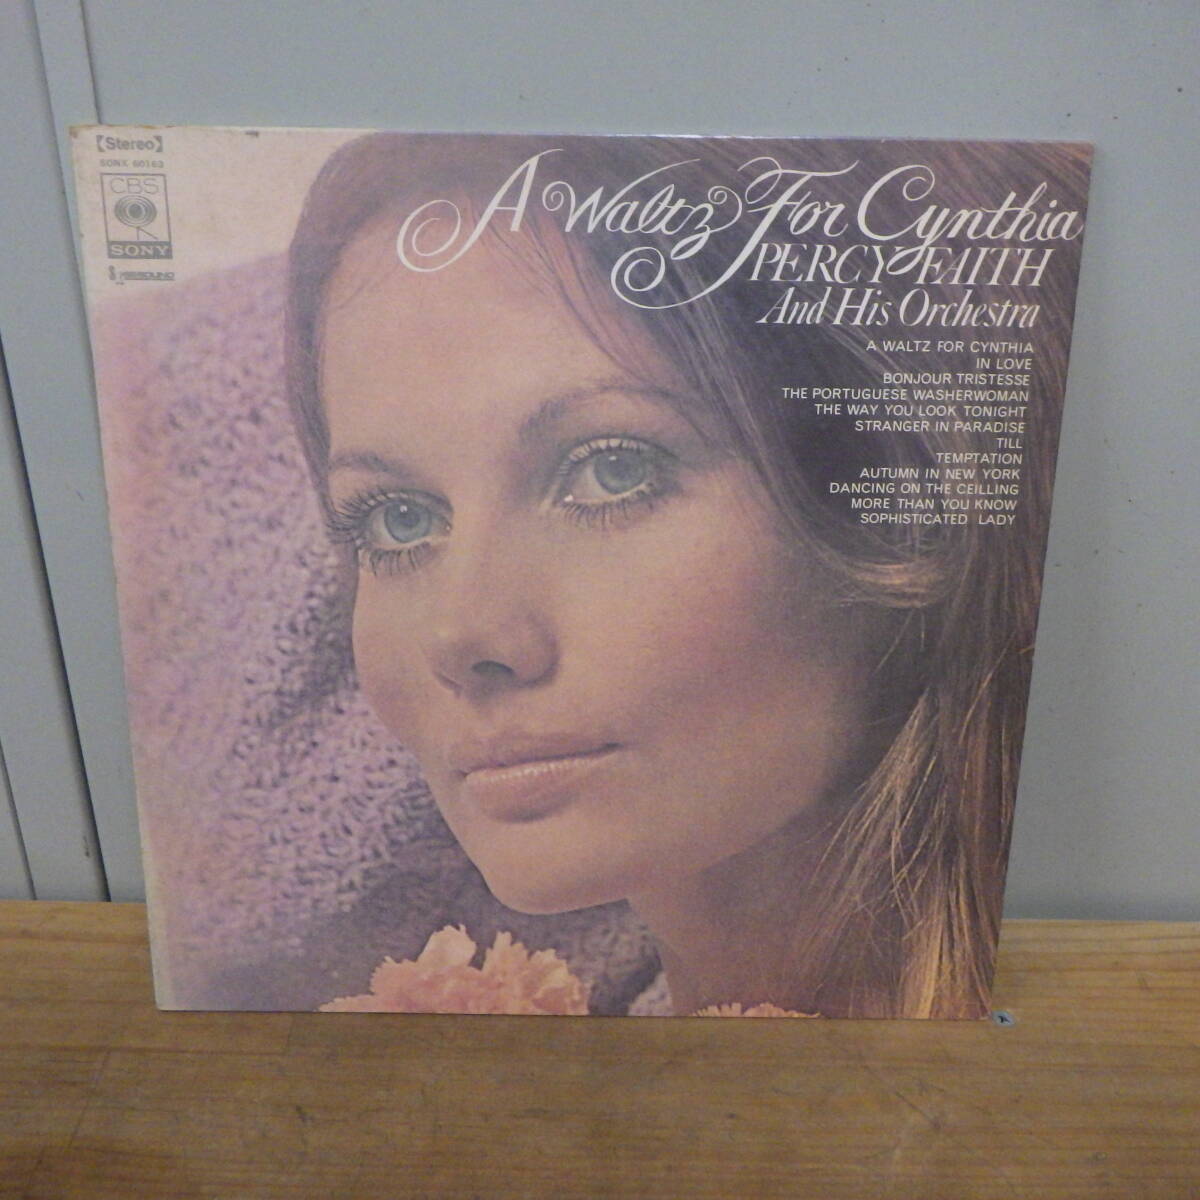 【Stereo】
SONX 60163
CBS
SONY
A Waltz For Cynthia
PERCY FAITH
And His Orchestra
A WALTZ FOR CYNTHIA
IN LOVE
BONJOUR TRISTESSE
THE PORTUGUESE WASHERWOMAN
THE WAY YOU LOOK TONIGHT
STRANGER IN PARADISE
TILL
TEMPTATION
AUTUMN IN NEW YORK
DANCING ON THE CEILLING
MORE THAN YOU KNOW
SOPHISTICATED LADY